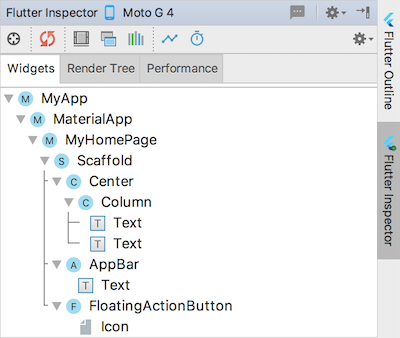 Flutter Inspector Moto G 4
Widgets Render Tree Performance
M MyApp
M MaterialApp
M MyHomePage
S Scaffold
C Center
C Column
T Text
T Text
A AppBar
T Text
F FloatingActionButton
Icon
Flutter Outline
Flutter Inspector